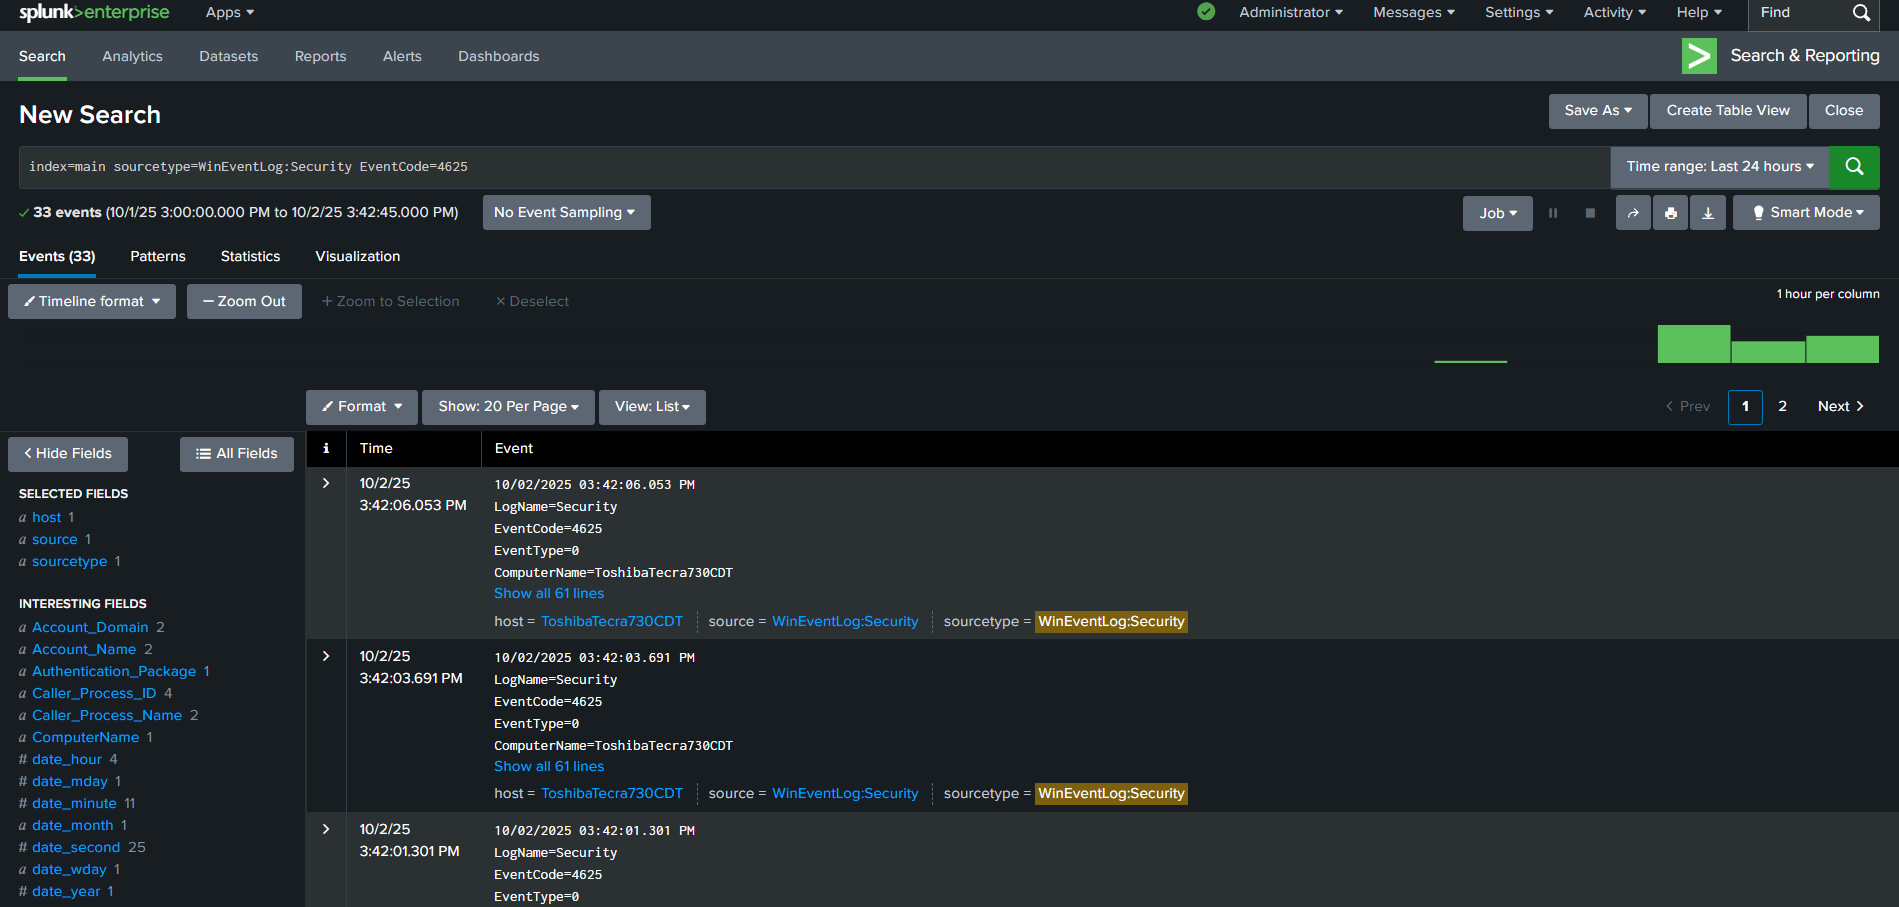 splunk>enterprise Apps Administrator Messages Settings Activity Help Find
Search Analytics Datasets Reports Alerts Dashboards Search & Reporting
New Search Save As Create Table View Close
index=main sourcetype=WinEventLog:Security EventCode=4625 Time range: Last 24 hours
33 events (10/1/25 3:00:00.000 PM to 10/2/25 3:42:45.000 PM) No Event Sampling Job Smart Mode
Events (33) Patterns Statistics Visualization
Timeline format — Zoom Out + Zoom to Selection × Deselect 1 hour per column
Format Show: 20 Per Page View: List < Prev 1 2 Next >
< Hide Fields All Fields
SELECTED FIELDS
a host 1
a source 1
a sourcetype 1
INTERESTING FIELDS
a Account_Domain 2
a Account_Name 2
a Authentication_Package 1
a Caller_Process_ID 4
a Caller_Process_Name 2
a ComputerName 1
# date_hour 4
# date_mday 1
# date_minute 11
a date_month 1
# date_second 25
a date_wday 1
# date_year 1
i Time Event
10/2/25
3:42:06.053 PM
10/02/2025 03:42:06.053 PM
LogName=Security
EventCode=4625
EventType=0
ComputerName=ToshibaTecra730CDT
Show all 61 lines
host = ToshibaTecra730CDT source = WinEventLog:Security sourcetype = WinEventLog:Security
10/2/25
3:42:03.691 PM
10/02/2025 03:42:03.691 PM
LogName=Security
EventCode=4625
EventType=0
ComputerName=ToshibaTecra730CDT
Show all 61 lines
host = ToshibaTecra730CDT source = WinEventLog:Security sourcetype = WinEventLog:Security
10/2/25
3:42:01.301 PM
10/02/2025 03:42:01.301 PM
LogName=Security
EventCode=4625
EventType=0